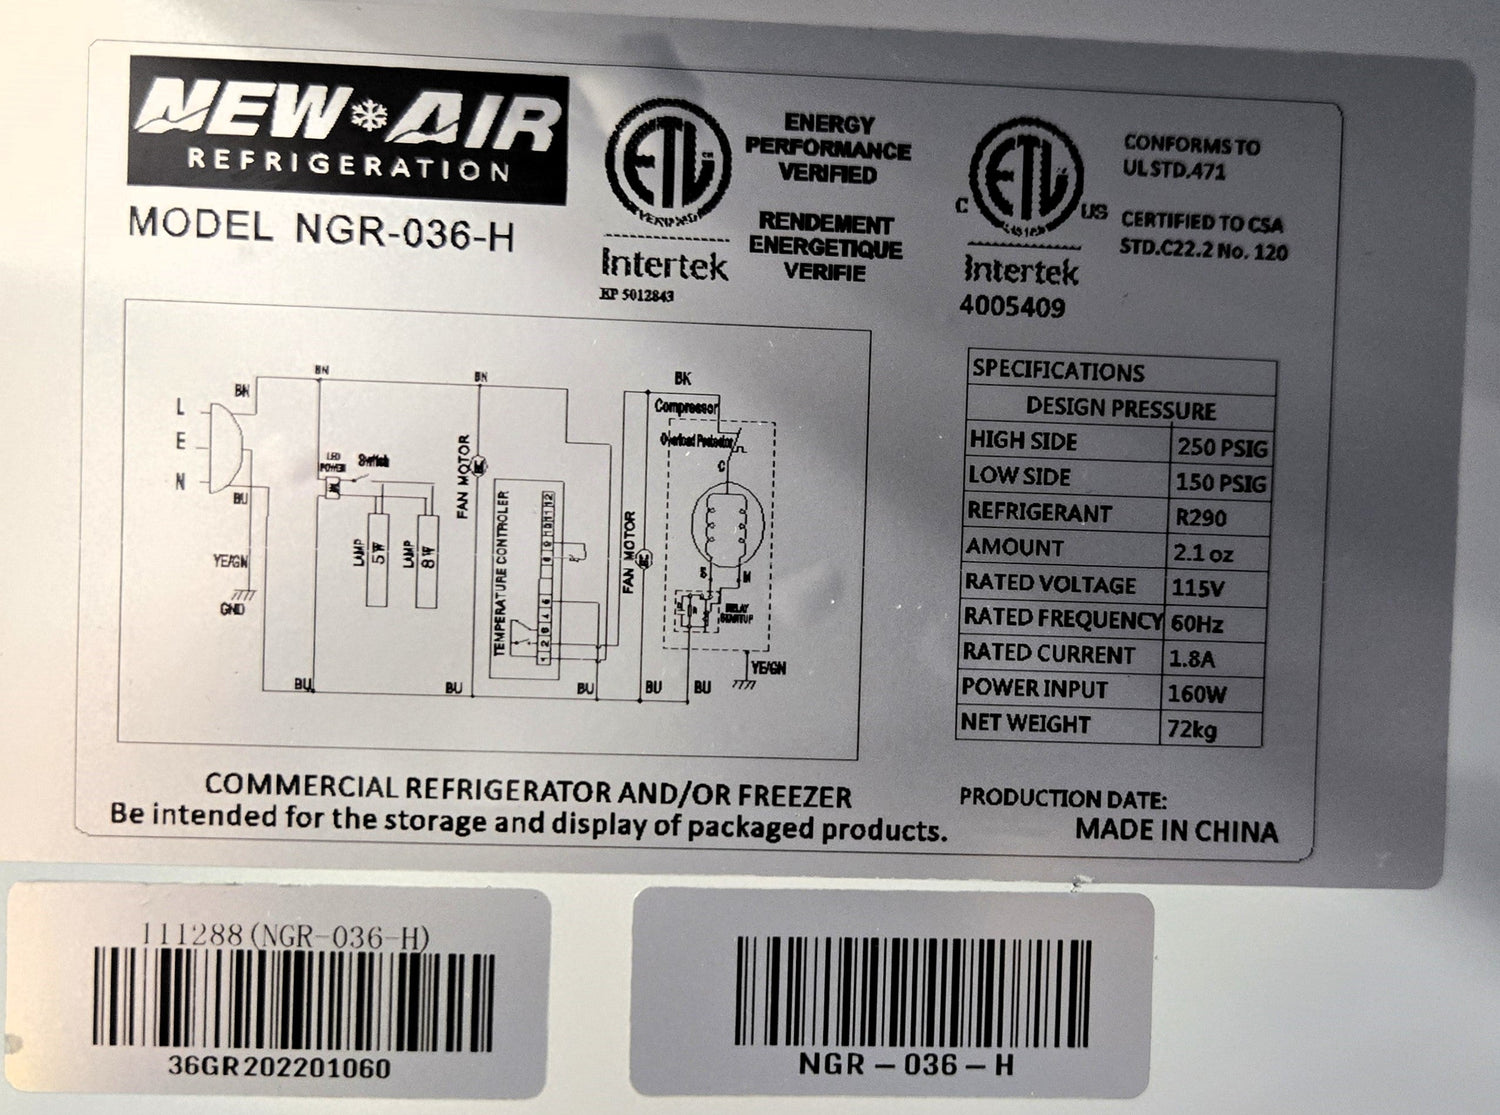 NEW AIR
REFRIGERATION
MODEL NGR-036-H
Intertek
EP 5012843
ENERGY
PERFORMANCE
VERIFIED
RENDEMENT
ENERGETIQUE
VERIFIE
ETL
C
US
Intertek
4005409
CONFORMS TO
UL STD.471
CERTIFIED TO CSA
STD.C22.2 No. 120
L
E
N
BN
BN
BN
BK
BU
YE/GN
GND
LED
POWER
Switch
LAMP
5W
LAMP
8W
FAN MOTOR
M
TEMPERATURE CONTROLER
FAN MOTOR
M
Compressor
Overload Protector
C
S
M
RELAY
YE/GN
BU
BU
BU
BU
BU
SPECIFICATIONS
DESIGN PRESSURE
HIGH SIDE 250 PSIG
LOW SIDE 150 PSIG
REFRIGERANT R290
AMOUNT 2.1 oz
RATED VOLTAGE 115V
RATED FREQUENCY 60Hz
RATED CURRENT 1.8A
POWER INPUT 160W
NET WEIGHT 72kg
COMMERCIAL REFRIGERATOR AND/OR FREEZER
Be intended for the storage and display of packaged products.
PRODUCTION DATE:
MADE IN CHINA
111288(NGR-036-H)
36GR202201060
NGR-036-H